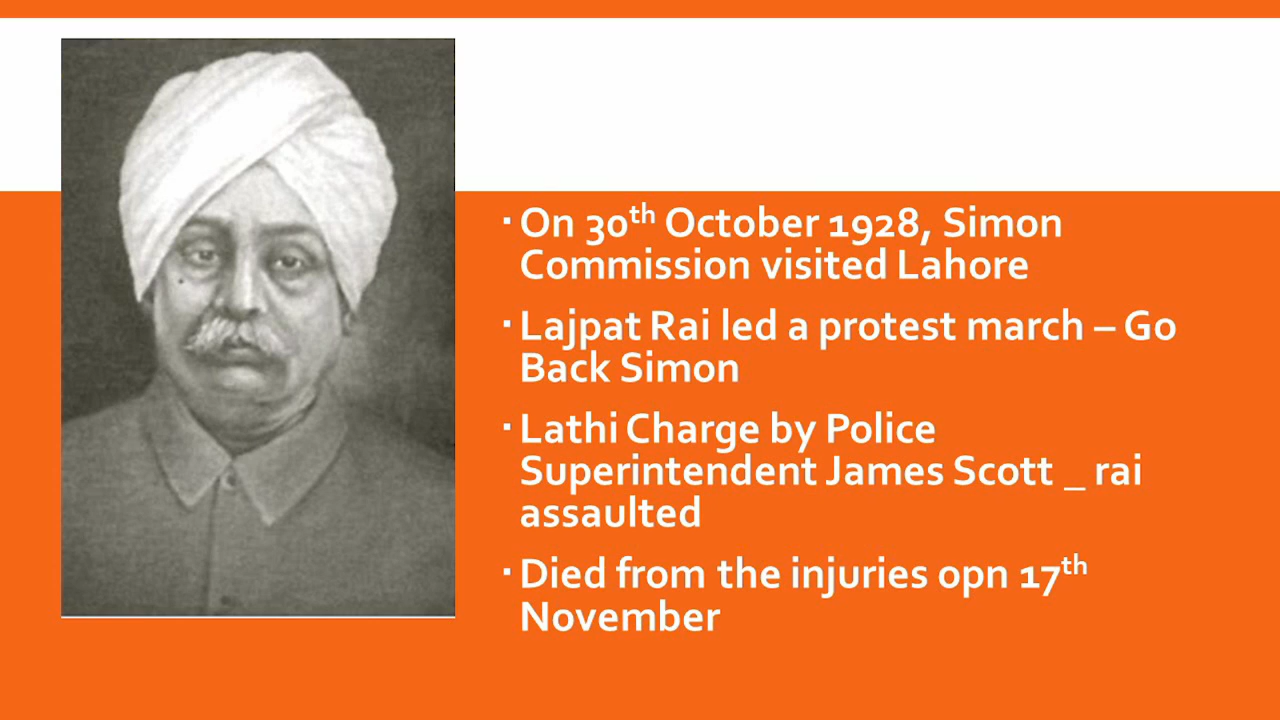 ▪ On 30th October 1928, Simon
Commission visited Lahore
▪ Lajpat Rai led a protest march – Go
Back Simon
▪ Lathi Charge by Police
Superintendent James Scott _ rai
assaulted
▪ Died from the injuries opn 17th
November